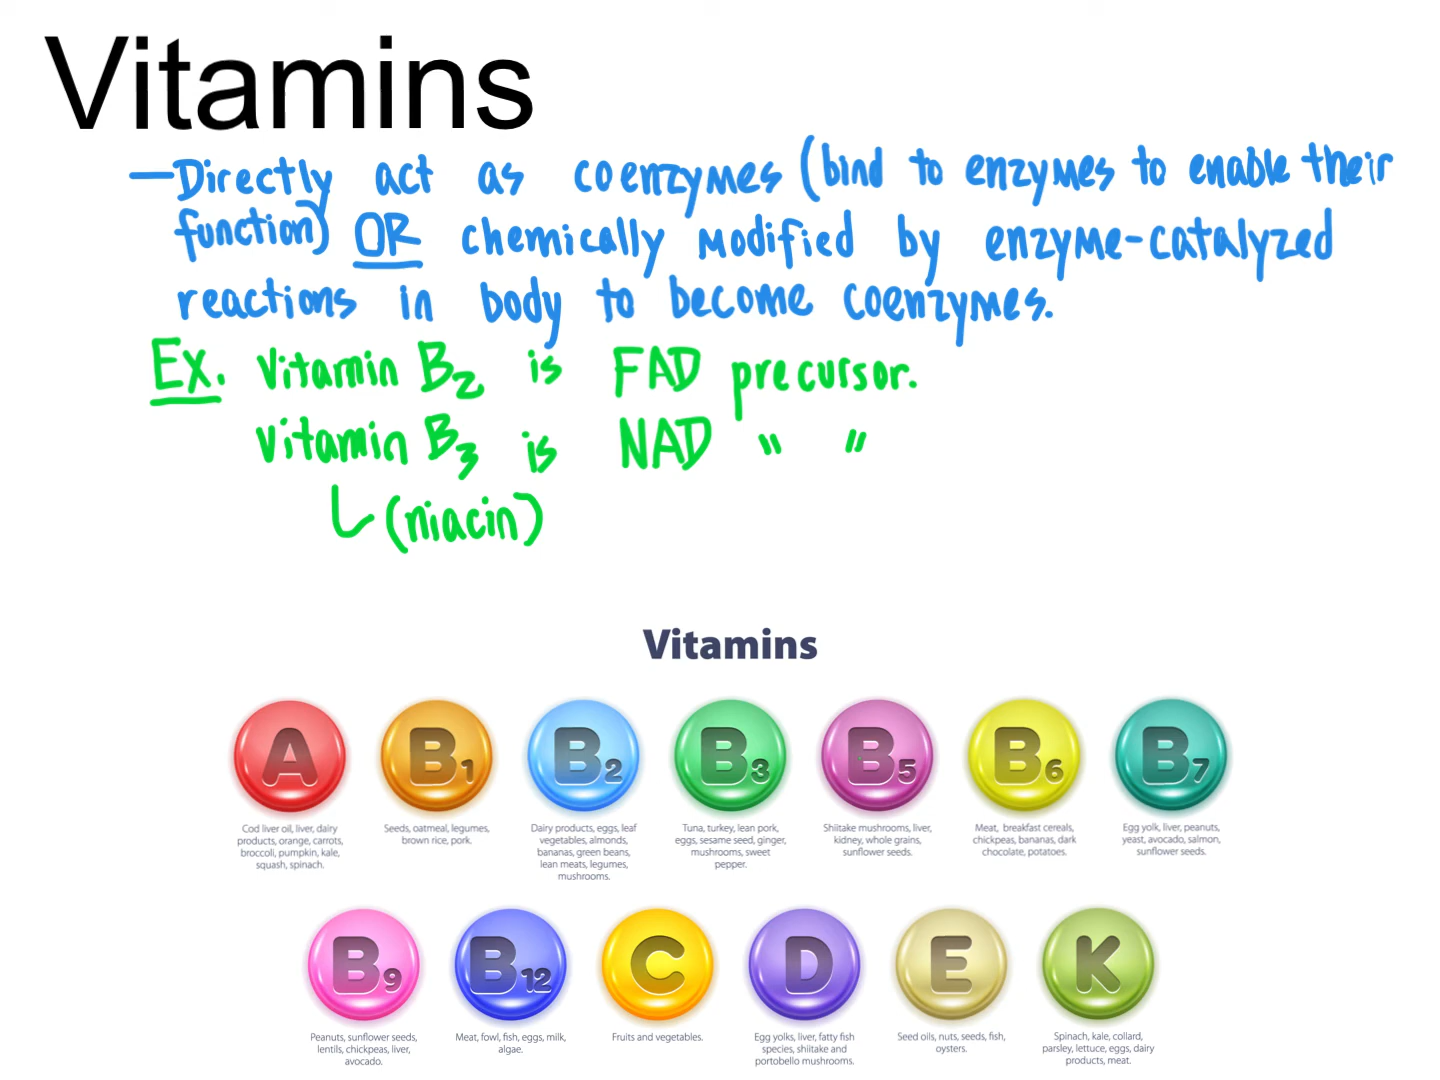 Vitamins
—Directly act as coenzymes (bind to enzymes to enable their
function) OR chemically modified by enzyme-catalyzed
reactions in body to become coenzymes.
Ex. Vitamin B2 is FAD precursor.
Vitamin B3 is NAD " "
(niacin)
Vitamins
A B1 B2 B3 B5 B6 B7
Cod liver oil, liver, dairy
products, orange, carrots,
broccoli, pumpkin, kale,
squash, spinach.
Seeds, oatmeal, legumes,
brown rice, pork.
Dairy products, eggs, leaf
vegetables, almonds,
bananas, green beans,
lean meats, legumes,
mushrooms.
Tuna, turkey, lean pork,
eggs, sesame seed, ginger,
mushrooms, sweet
pepper.
Shiitake mushrooms, liver,
kidney, whole grains,
sunflower seeds.
Meat, breakfast cereals,
chickpeas, bananas, dark
chocolate, potatoes.
Egg yolk, liver, peanuts,
yeast, avocado, salmon,
sunflower seeds.
B9 B12 C D E K
Peanuts, sunflower seeds,
lentils, chickpeas, liver,
avocado.
Meat, fowl, fish, eggs, milk,
algae.
Fruits and vegetables.
Egg yolks, liver, fatty fish
species, shiitake and
portobello mushrooms.
Seed oils, nuts, seeds, fish,
oysters.
Spinach, kale, collard,
parsley, lettuce, eggs, dairy
products, meat.